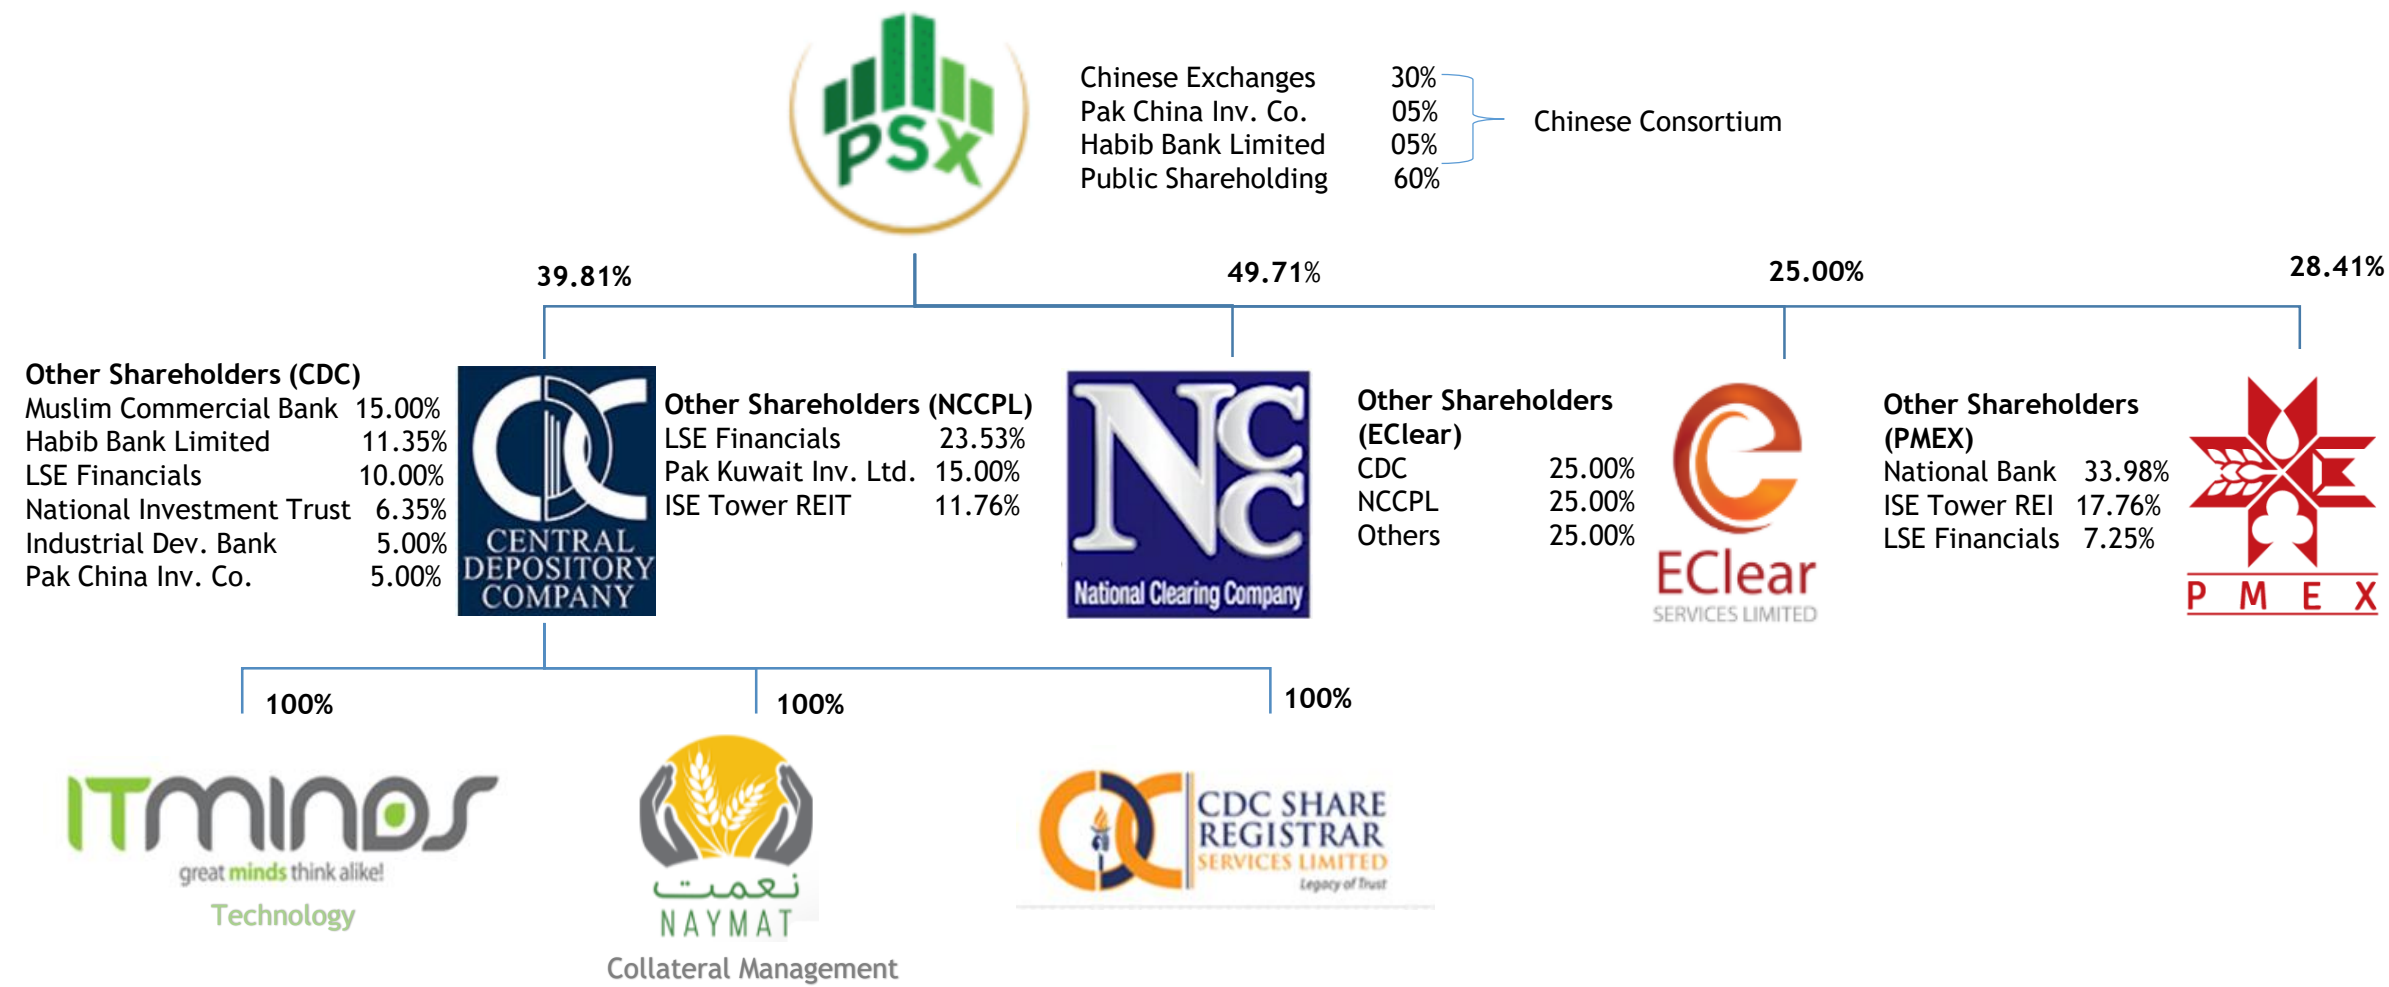 PSX
Chinese Exchanges 30%
Pak China Inv. Co. 05%
Habib Bank Limited 05%
Public Shareholding 60%
Chinese Consortium
39.81%
49.71%
25.00%
28.41%
Other Shareholders (CDC)
Muslim Commercial Bank 15.00%
Habib Bank Limited 11.35%
LSE Financials 10.00%
National Investment Trust 6.35%
Industrial Dev. Bank 5.00%
Pak China Inv. Co. 5.00%
CENTRAL
DEPOSITORY
COMPANY
Other Shareholders (NCCPL)
LSE Financials 23.53%
Pak Kuwait Inv. Ltd. 15.00%
ISE Tower REIT 11.76%
NCC
National Clearing Company
Other Shareholders
(EClear)
CDC 25.00%
NCCPL 25.00%
Others 25.00%
EClear
SERVICES LIMITED
Other Shareholders
(PMEX)
National Bank 33.98%
ISE Tower REI 17.76%
LSE Financials 7.25%
PMEX
100%
100%
100%
ITMINDS
great minds think alike!
Technology
نعمت
NAYMAT
Collateral Management
CDC SHARE
REGISTRAR
SERVICES LIMITED
Legacy of Trust